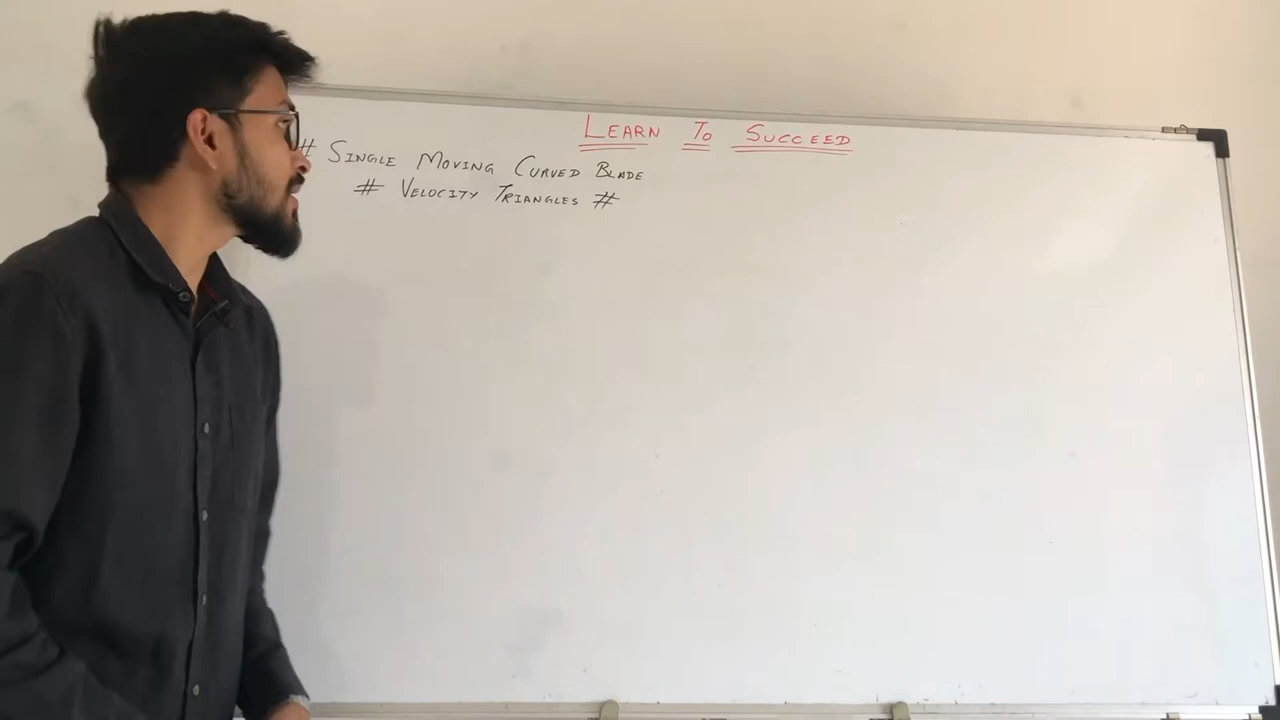 LEARN TO SUCCEED
# SINGLE MOVING CURVED BLADE
# VELOCITY TRIANGLES #